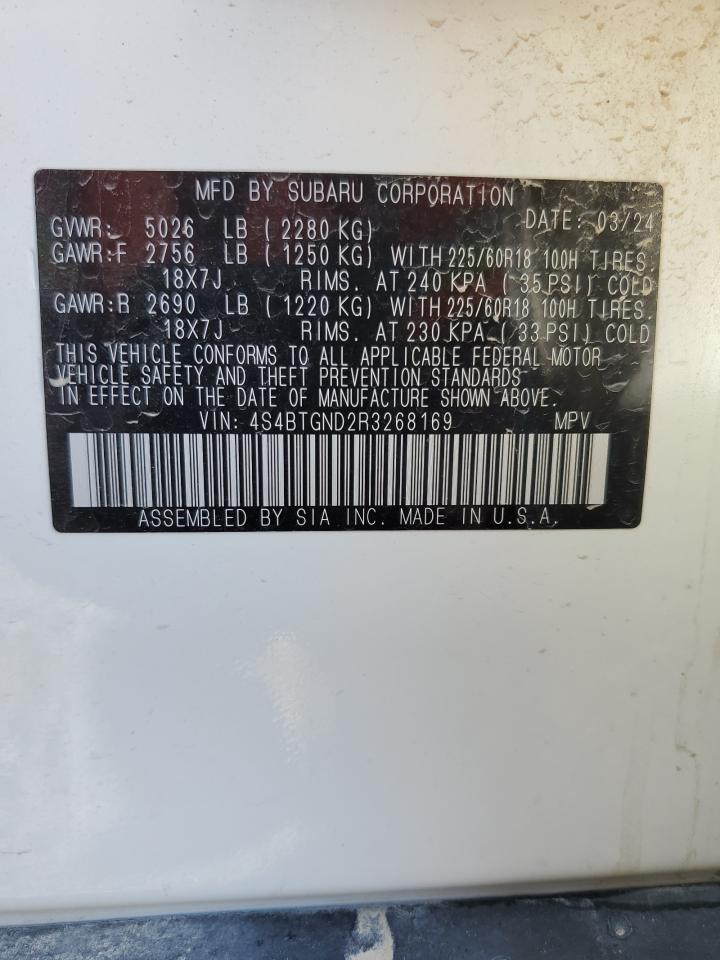 MFD BY SUBARU CORPORATION
DATE: 03/24
GVWR: 5026 LB ( 2280 KG)
GAWR:F 2756 LB ( 1250 KG) WITH 225/60R18 100H TIRES.
18X7J RIMS. AT 240 KPA ( 35 PSI) COLD
GAWR:R 2690 LB ( 1220 KG) WITH 225/60R18 100H TIRES.
18X7J RIMS. AT 230 KPA ( 33 PSI) COLD
THIS VEHICLE CONFORMS TO ALL APPLICABLE FEDERAL MOTOR
VEHICLE SAFETY AND THEFT PREVENTION STANDARDS
IN EFFECT ON THE DATE OF MANUFACTURE SHOWN ABOVE.
VIN: 4S4BTGND2R3268169 MPV
ASSEMBLED BY SIA INC. MADE IN U.S.A.